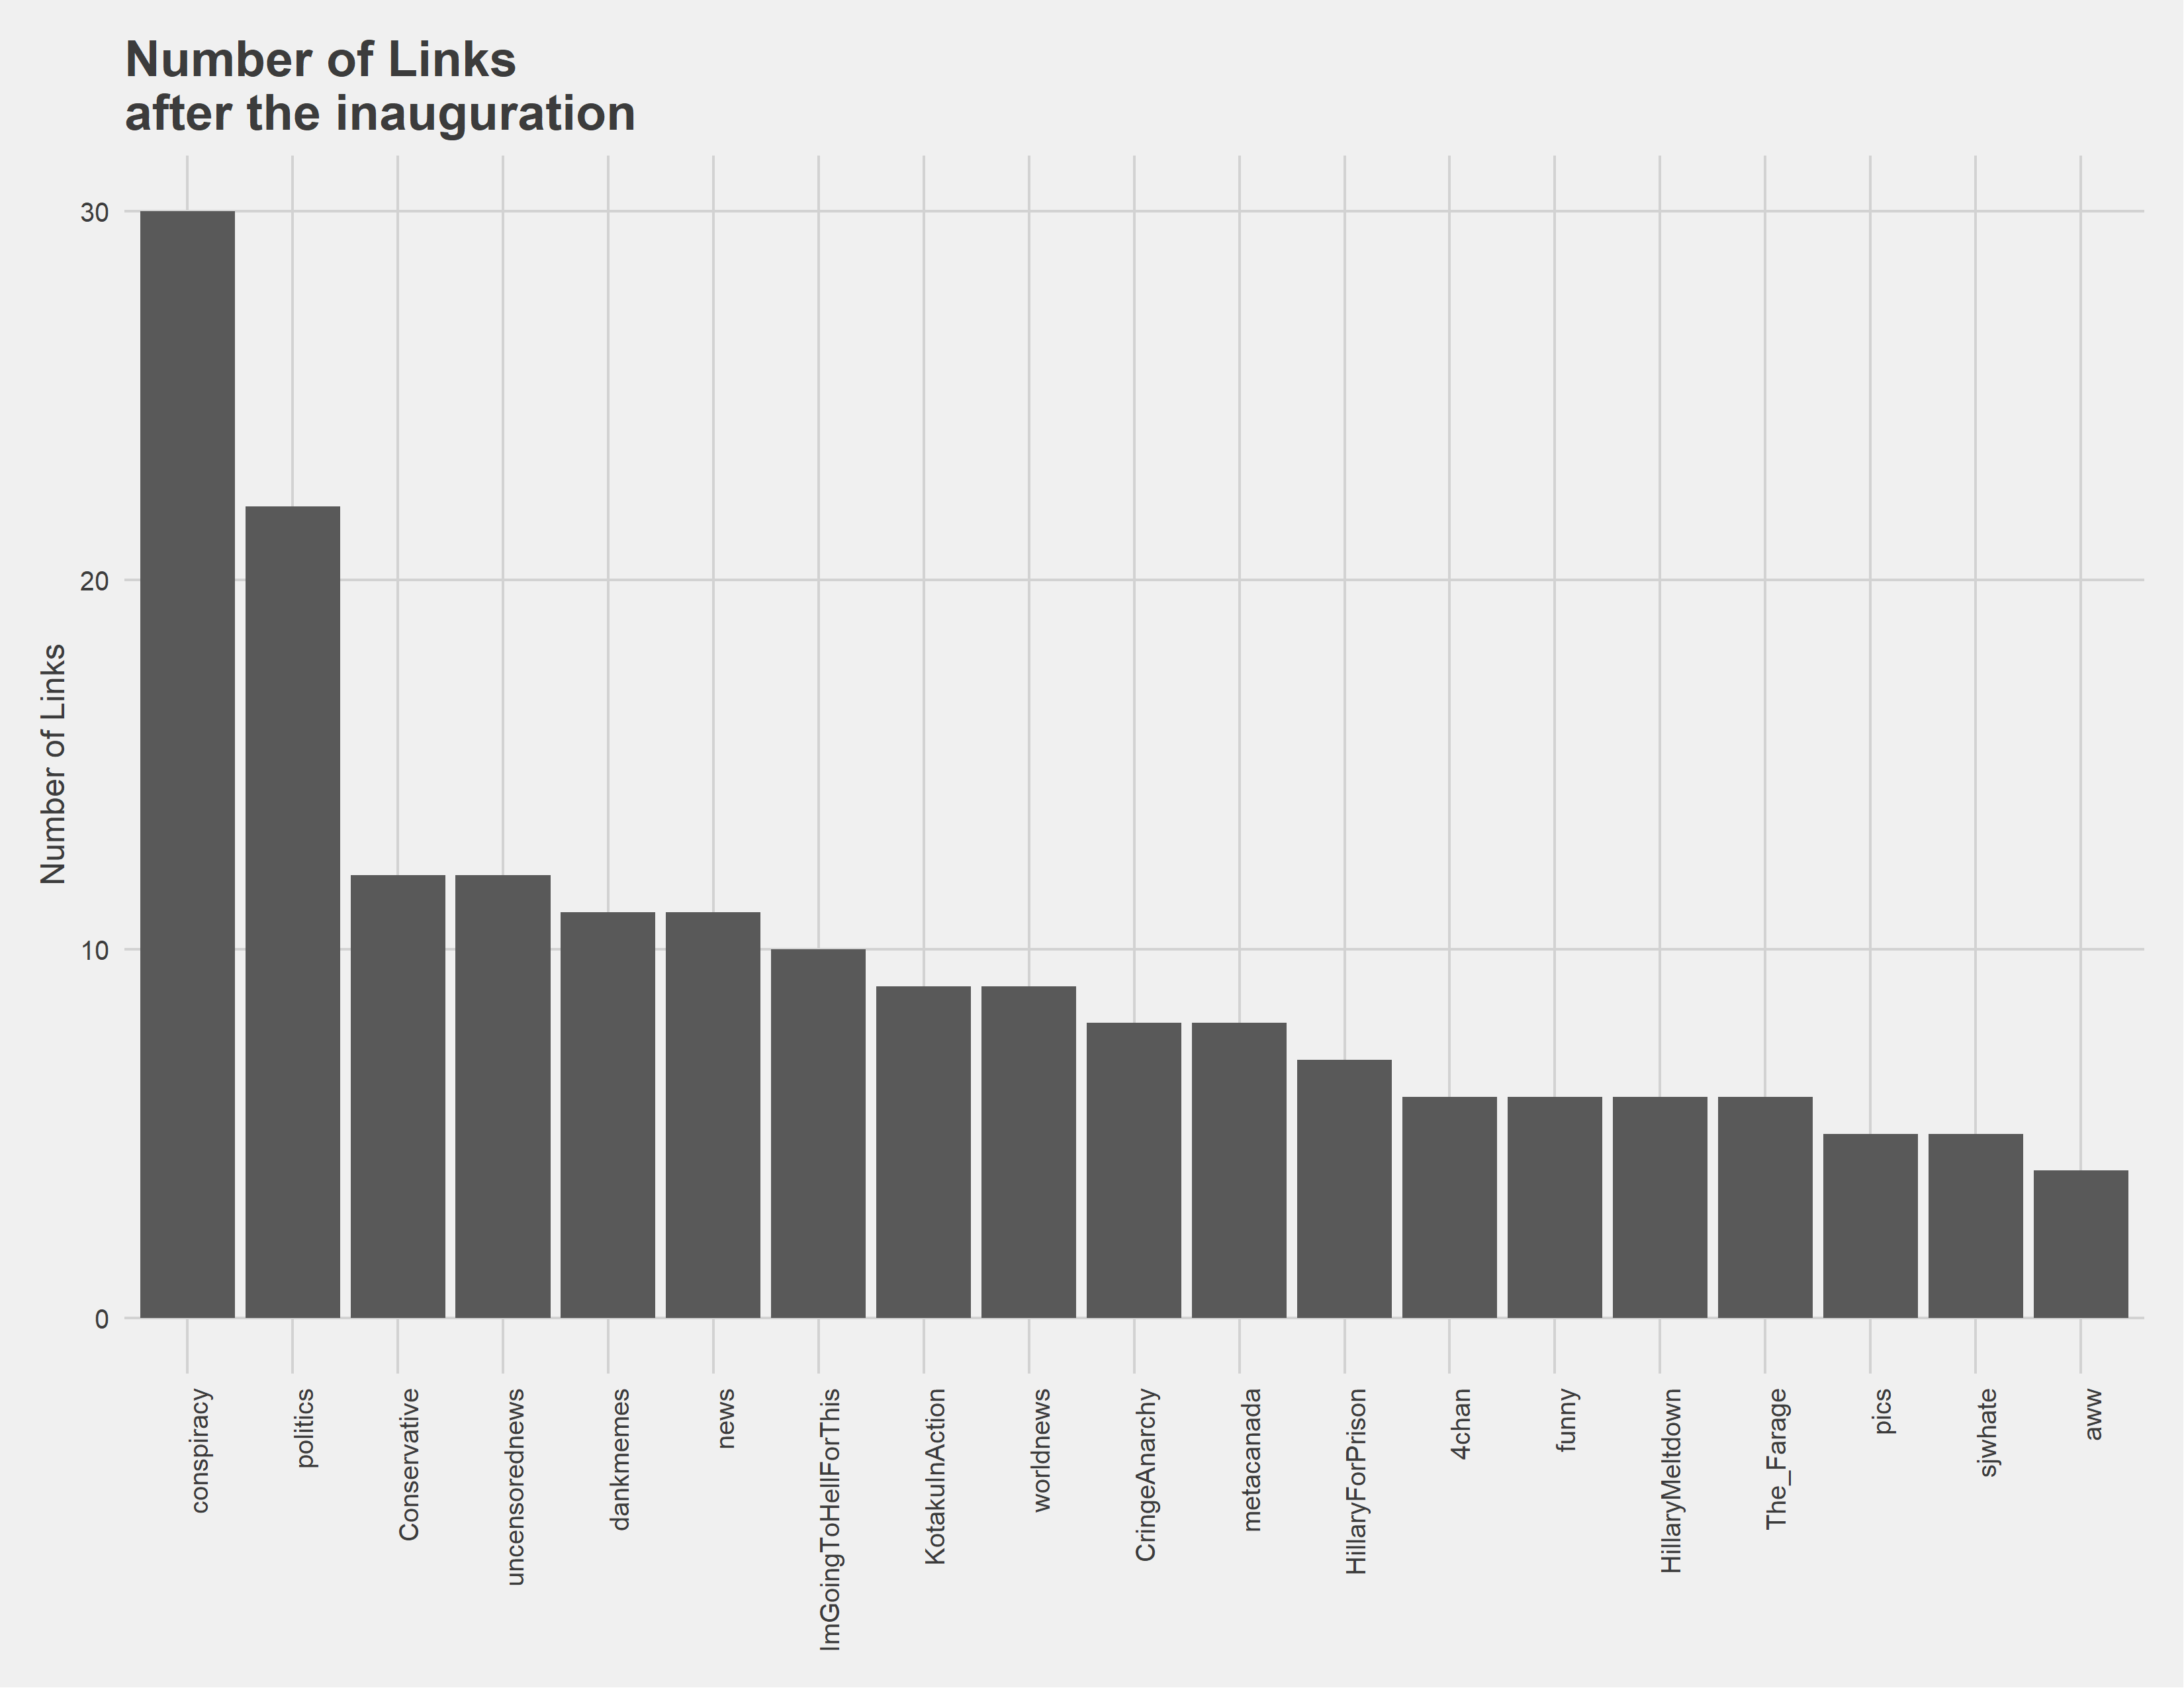 Number of Links
after the inauguration
30
20
10
0
Number of Links
conspiracy
politics
Conservative
uncensorednews
dankmemes
news
ImGoingToHellForThis
KotakuInAction
worldnews
CringeAnarchy
metacanada
HillaryForPrison
4chan
funny
HillaryMeltdown
The_Farage
pics
sjwhate
aww